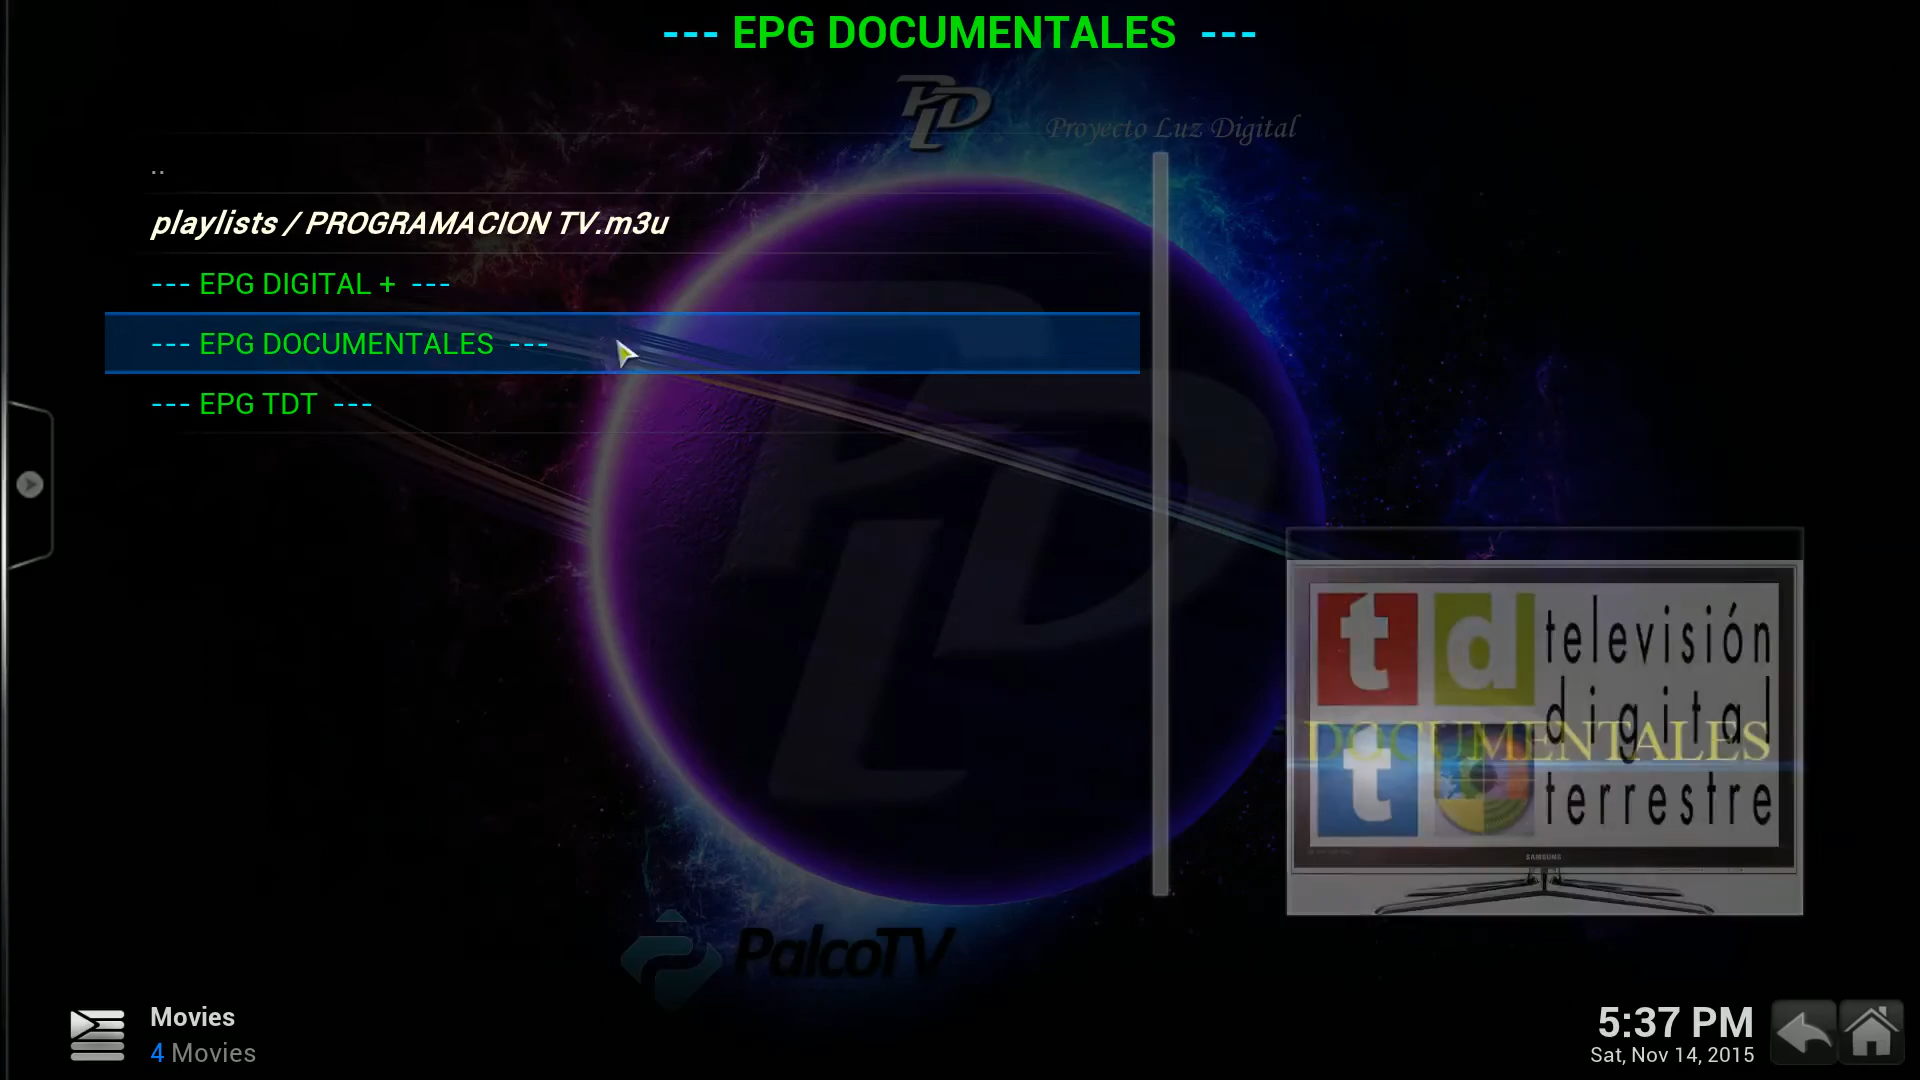 --- EPG DOCUMENTALES ---
PLD
Proyecto Luz Digital
..
playlists / PROGRAMACION TV.m3u
--- EPG DIGITAL + ---
--- EPG DOCUMENTALES ---
--- EPG TDT ---
PLD
t d televisión
digital
DOCUMENTALES
t terrestre
SAMSUNG
PalcoTV
Movies
4 Movies
5:37 PM
Sat, Nov 14, 2015